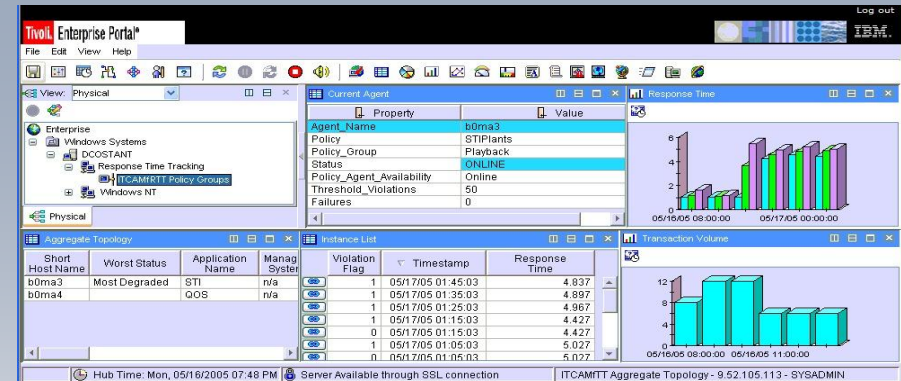 Log out
Tivoli. Enterprise Portal*
IBM.
File Edit View Help
View: Physical
Enterprise
Windows Systems
DCOSTANT
Response Time Tracking
ITCAMfRTT Policy Groups
Windows NT
Physical
Current Agent
Property Value
Agent_Name b0ma3
Policy STIPlants
Policy_Group Playback
Status ONLINE
Policy_Agent_Availability Online
Threshold_Violations 50
Failures 0
Response Time
6
4
2
05/16/05 08:00:00 05/17/05 00:00:00
Aggregate Topology
Short Host Name Worst Status Application Name Manag Syster
b0ma3 Most Degraded STI n/a
b0ma4 QOS n/a
Instance List
Violation Flag Timestamp Response Time
1 05/17/05 01:45:03 4.837
1 05/17/05 01:35:03 4.897
1 05/17/05 01:25:03 4.967
1 05/17/05 01:15:03 4.427
0 05/17/05 01:15:03 4.427
1 05/17/05 01:05:03 5.027
0 05/17/05 01:05:03 5.027
Transaction Volume
12
8
4
05/16/05 08:00:00 05/16/05 11:00:00
Hub Time: Mon, 05/16/2005 07:48 PM Server Available through SSL connection ITCAMfTT Aggregate Topology - 9.52.105.113 - SYSADMIN